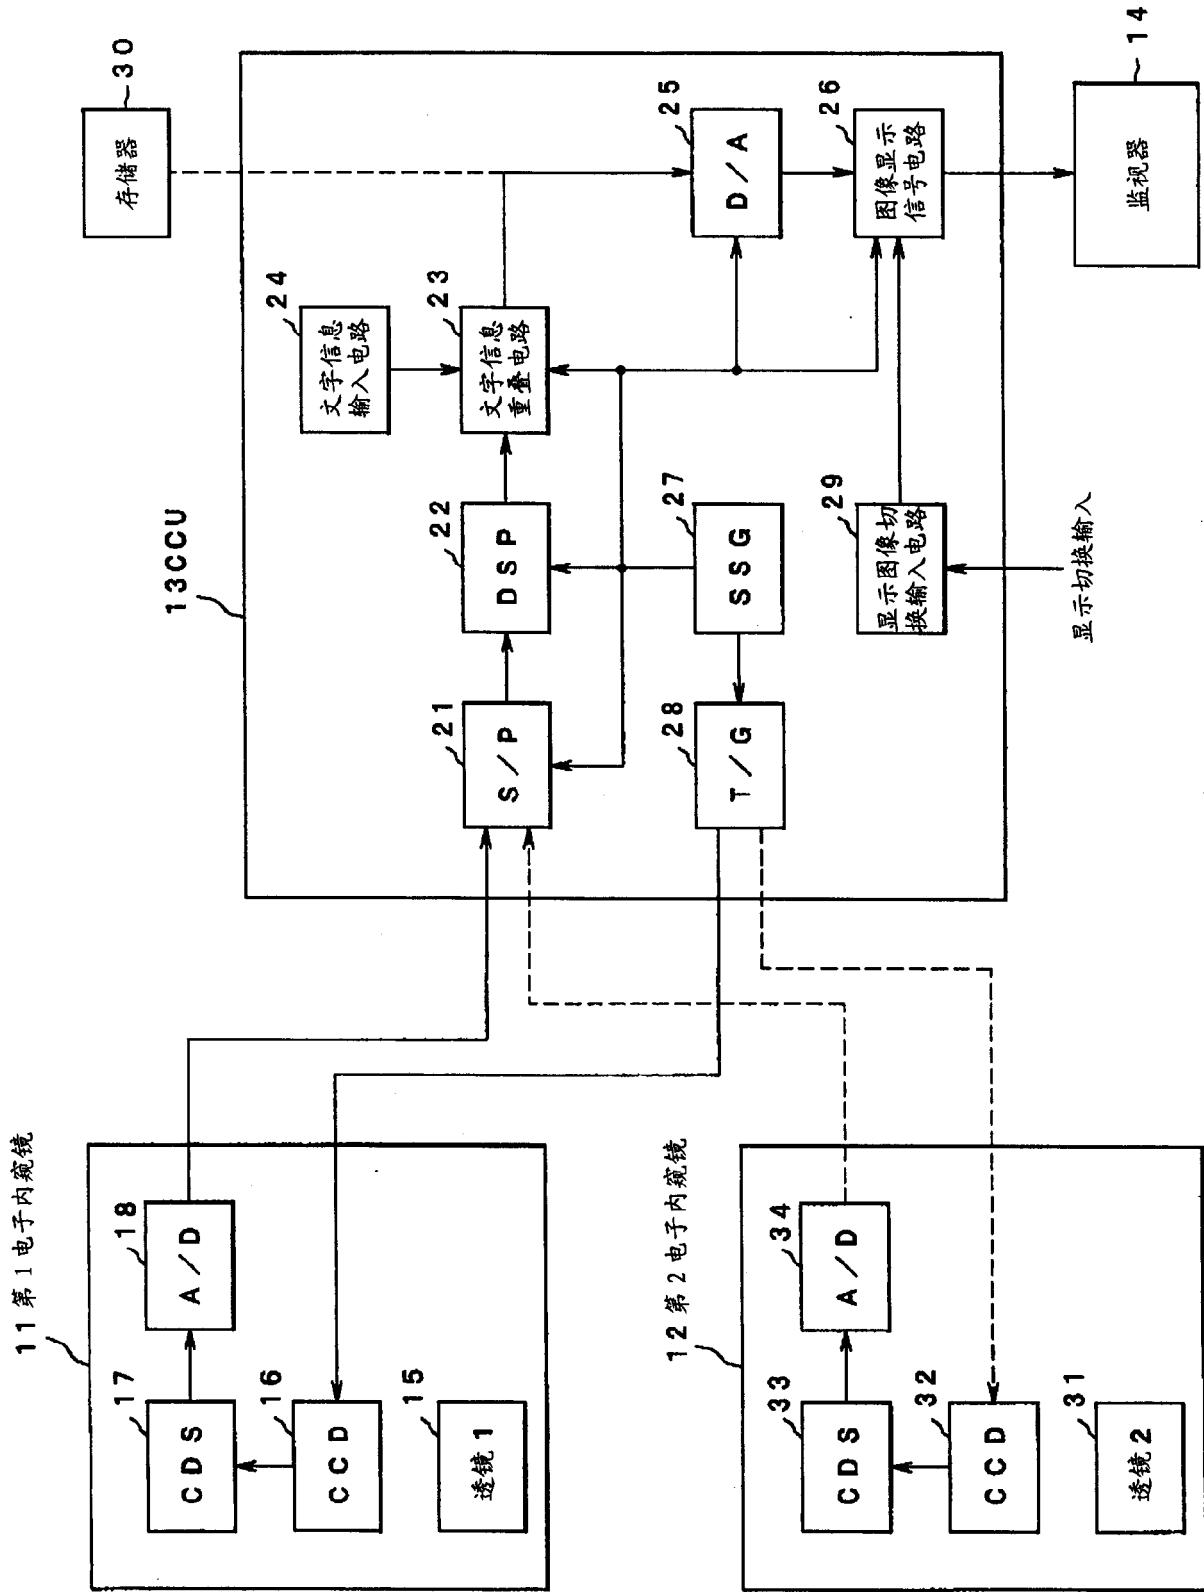 11 第1电子内窥镜
17
CDS
18
A/D
16
CCD
15
透镜1
12 第2电子内窥镜
33
CDS
34
A/D
32
CCD
31
透镜2
13CCU
21
S/P
22
DSP
23
文字信息
重叠电路
24
文字信息
输入电路
30
存储器
25
D/A
26
图像显示
信号电路
27
SSG
28
T/G
29
显示图像切
换输入电路
显示切换输入
14
监视器